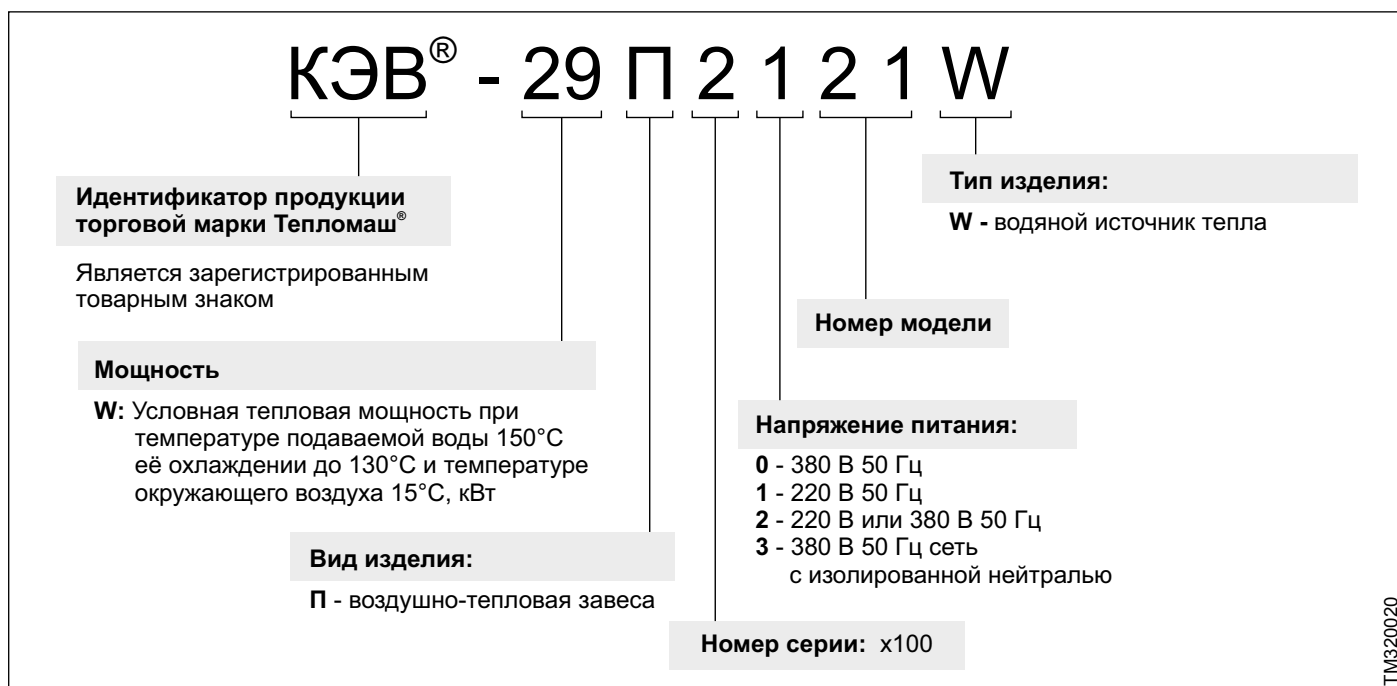 КЭВ® - 29 П 2 1 2 1 W
Идентификатор продукции
торговой марки Тепломаш®
Является зарегистрированным
товарным знаком
Мощность
W: Условная тепловая мощность при
температуре подаваемой воды 150°С
её охлаждении до 130°С и температуре
окружающего воздуха 15°С, кВт
Вид изделия:
П - воздушно-тепловая завеса
Номер серии: х100
Напряжение питания:
0 - 380 В 50 Гц
1 - 220 В 50 Гц
2 - 220 В или 380 В 50 Гц
3 - 380 В 50 Гц сеть
с изолированной нейтралью
Номер модели
Тип изделия:
W - водяной источник тепла
ТМ320020